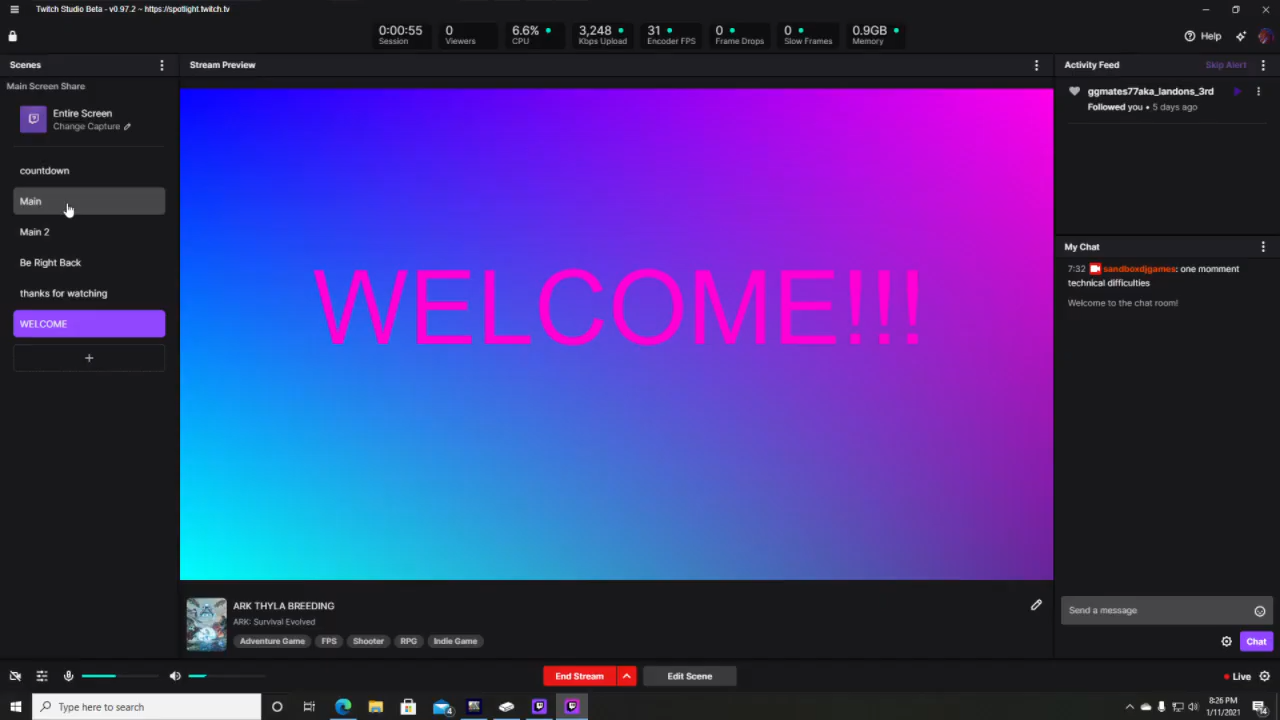 Twitch Studio Beta - v0.97.2 - https://spotlight.twitch.tv
0:00:55 0 6.6% 3,248 31 0 0 0.9GB
Session Viewers CPU Kbps Upload Encoder FPS Frame Drops Slow Frames Memory
Help
Scenes
Main Screen Share
Entire Screen
Change Capture
countdown
Main
Main 2
Be Right Back
thanks for watching
WELCOME
+
Stream Preview
WELCOME!!!
ARK THYLA BREEDING
ARK: Survival Evolved
Adventure Game FPS Shooter RPG Indie Game
End Stream Edit Scene
Activity Feed Skip Alert
ggmates77aka_landons_3rd
Followed you • 5 days ago
My Chat
7:32 sandboxdjgames: one momment
technical difficulties
Welcome to the chat room!
Send a message
Chat
Live
Type here to search
4
8:26 PM
1/11/2021
4